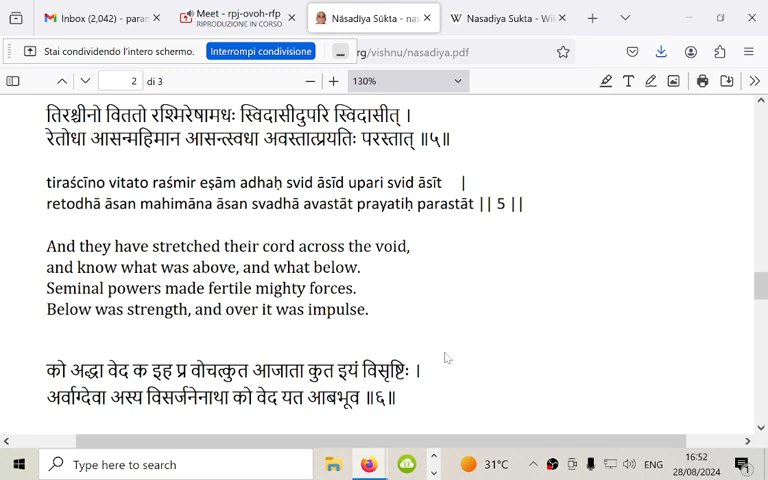 Inbox (2,042) - paran
Meet - rpj-ovoh-rfp
RIPRODUZIONE IN CORSO
Nāsadīya Sūkta - nas
Nasadiya Sukta - Wik
Stai condividendo l'intero schermo.
Interrompi condivisione
rg/vishnu/nasadiya.pdf
2 di 3
130%
तिरश्चीनो विततो रश्मिरेषामधः स्विदासीदुपरि स्विदासीत् ।
रेतोधा आसन्महिमान आसन्त्स्वधा अवस्तात्प्रयतिः परस्तात् ॥५॥
tiraścīno vitato raśmir eṣām adhaḥ svid āsīd upari svid āsīt |
retodhā āsan mahimāna āsan svadhā avastāt prayatiḥ parastāt || 5 ||
And they have stretched their cord across the void,
and know what was above, and what below.
Seminal powers made fertile mighty forces.
Below was strength, and over it was impulse.
को अद्धा वेद क इह प्र वोचत्कुत आजाता कुत इयं विसृष्टिः ।
अर्वाग्देवा अस्य विसर्जनेनाथा को वेद यत आबभूव ॥६॥
Type here to search
31°C
ENG
16:52
28/08/2024
1